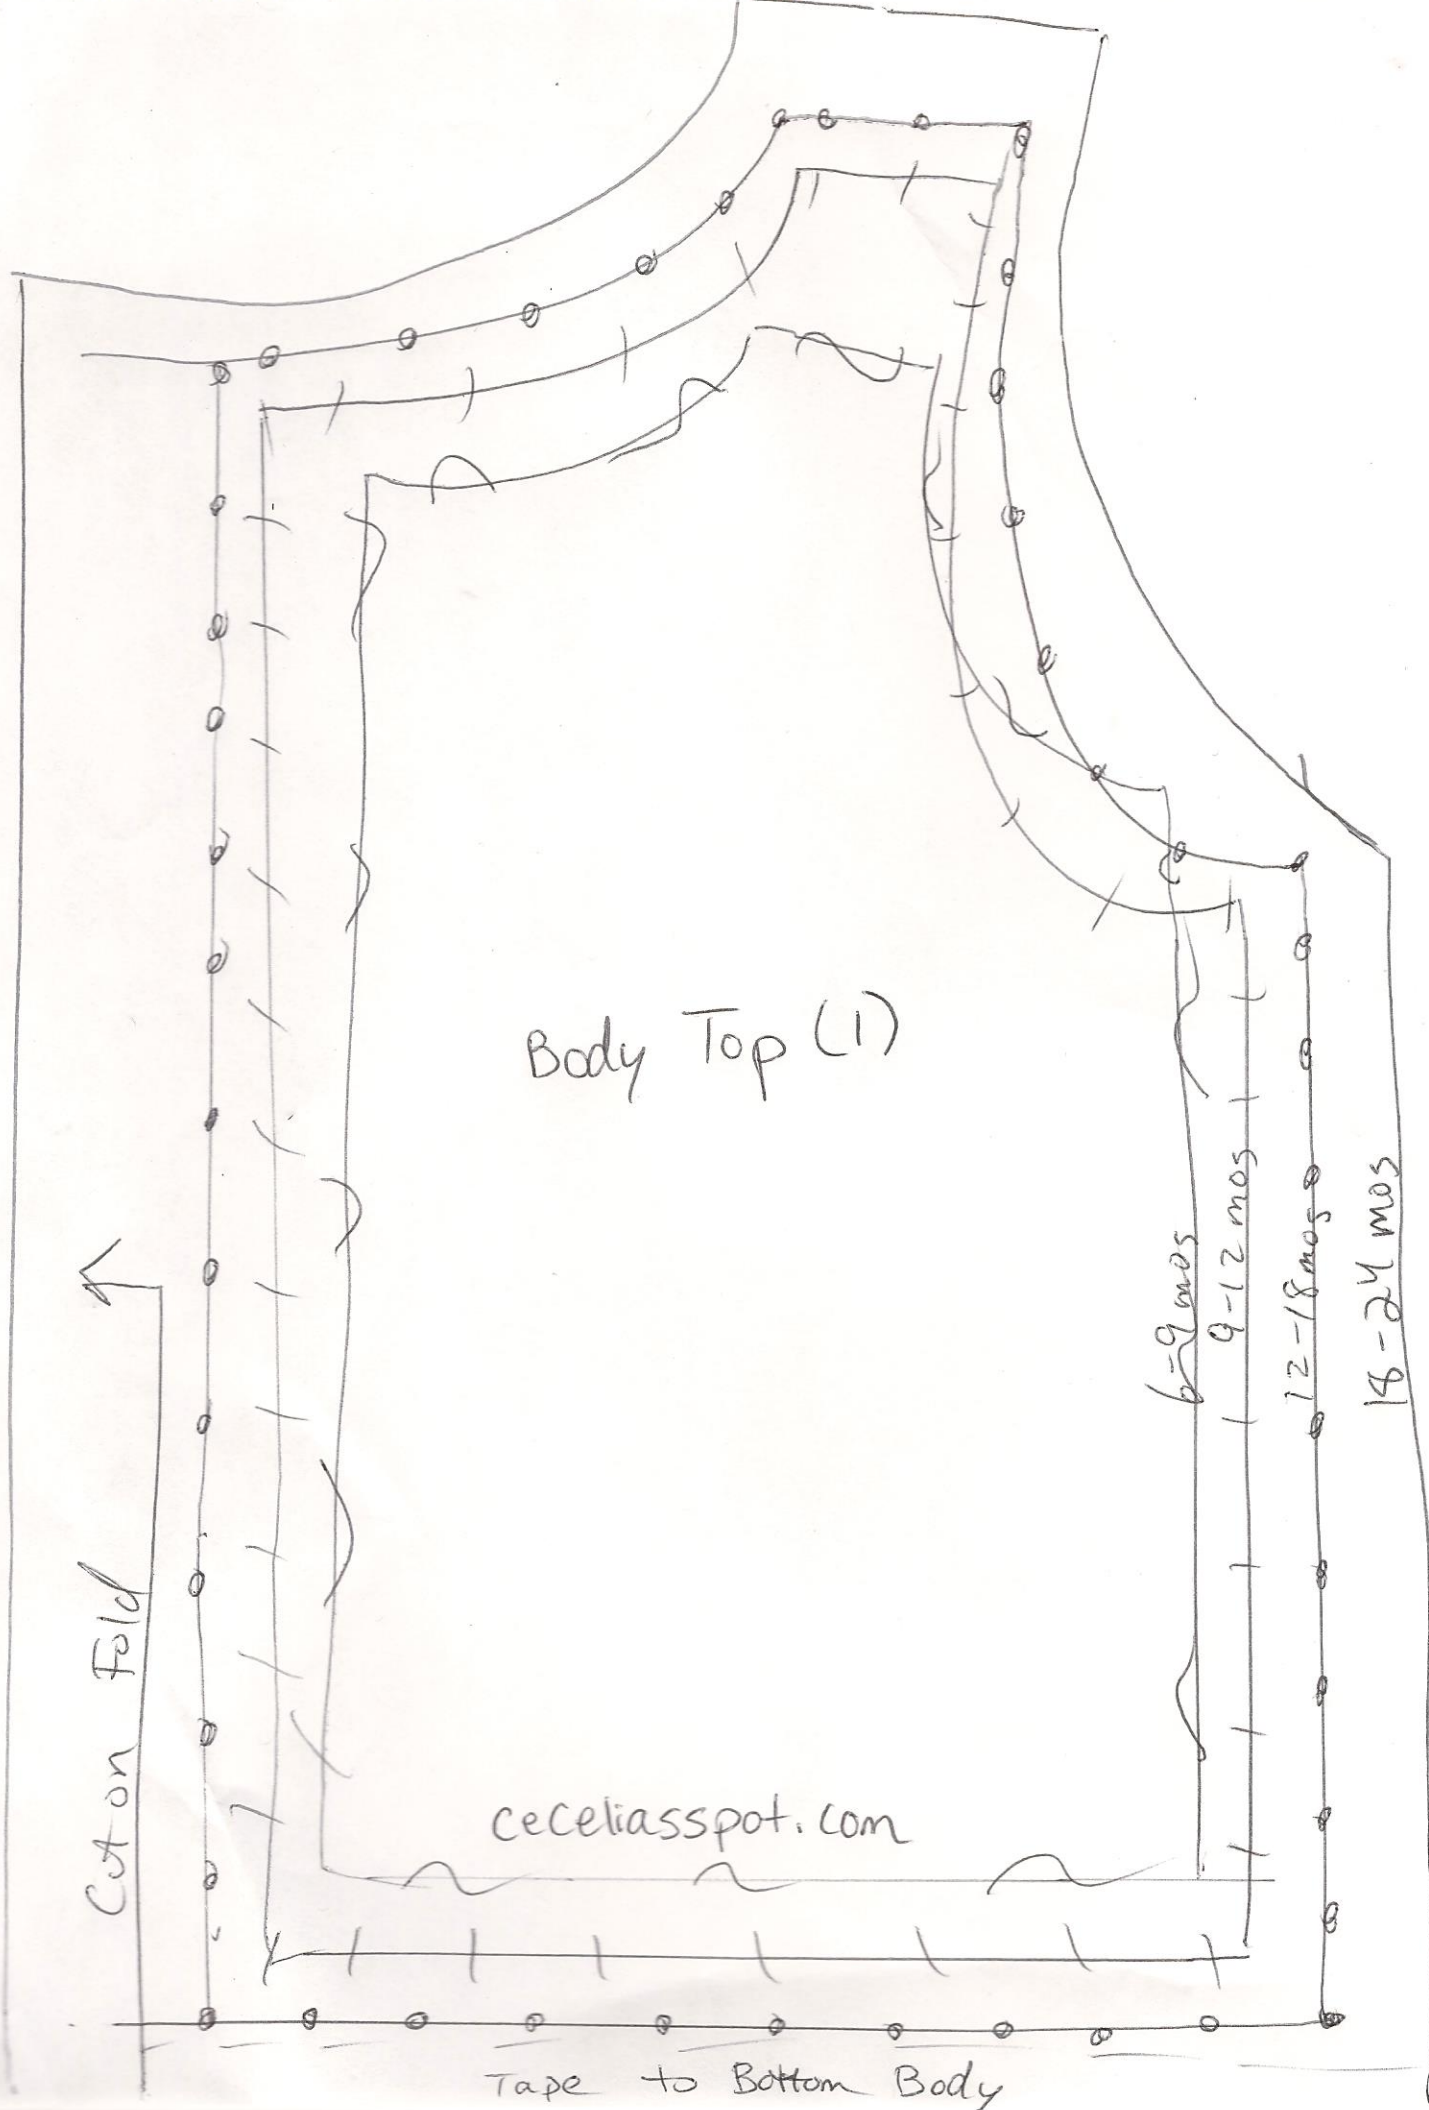 Body Top (1)
6-9 mos
9-12 mos
12-18 mos
18-24 mos
Cut on Fold
ceceliasspot.com
Tape to Bottom Body